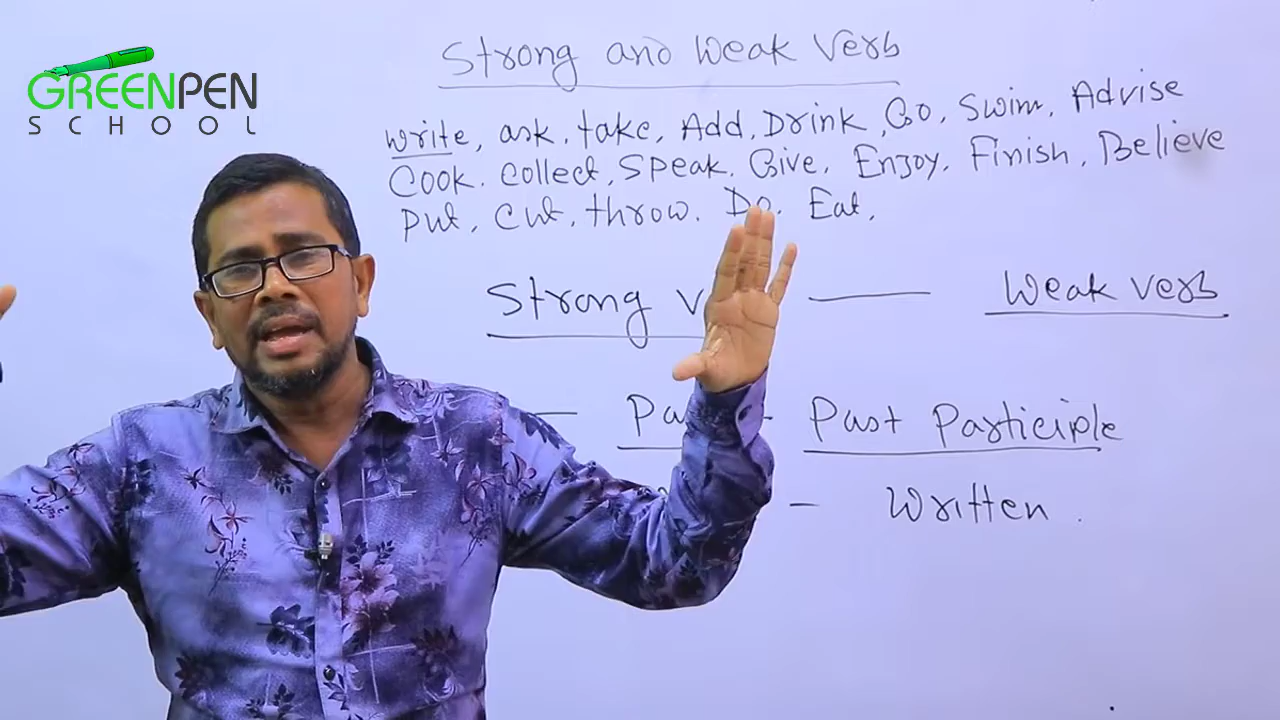 GREENPEN
SCHOOL
Strong and Weak Verb
Write, ask, take, Add, Drink, Go, Swim, Advise
Cook, Collect, Speak, Give, Enjoy, Finish, Believe
Put, Cut, throw, Do, Eat,
Strong v — Weak verb
— Pa - Past Participle
- Written.